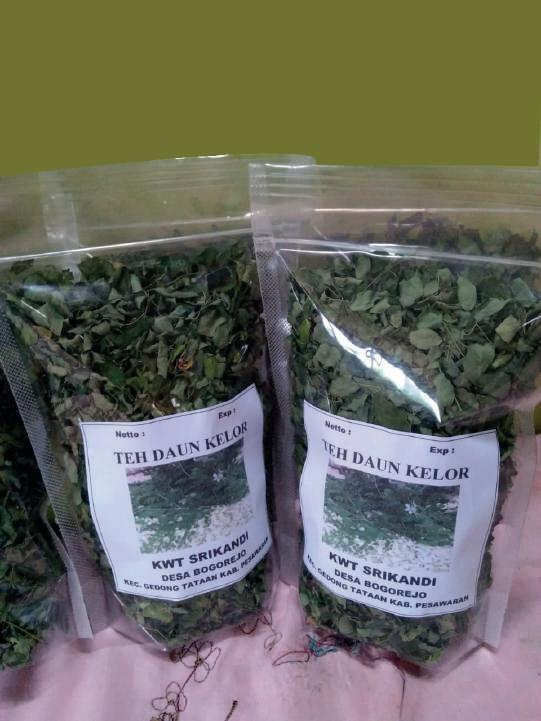 Netto :
Exp :
TEH DAUN KELOR
KWT SRIKANDI
DESA BOGOREJO
KEC. GEDONG TATAAN KAB. PESAWARAN
Netto :
Exp :
TEH DAUN KELOR
KWT SRIKANDI
DESA BOGOREJO
KEC. GEDONG TATAAN KAB. PESAWARAN